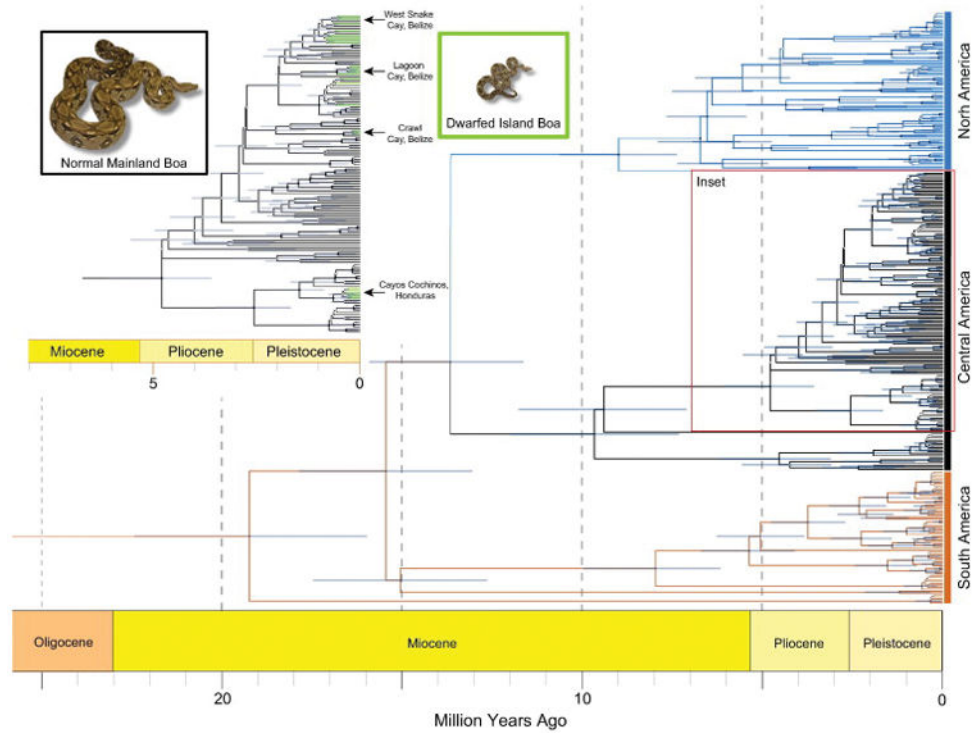 West Snake
Cay, Belize
Lagoon
Cay, Belize
Crawl
Cay, Belize
Cayos Cochinos,
Honduras
Normal Mainland Boa
Dwarfed Island Boa
Miocene
Pliocene
Pleistocene
5
0
Inset
Norh America
Central America
South America
Oligocene
Miocene
Pliocene
Pleistocene
20
10
0
Million Years Ago